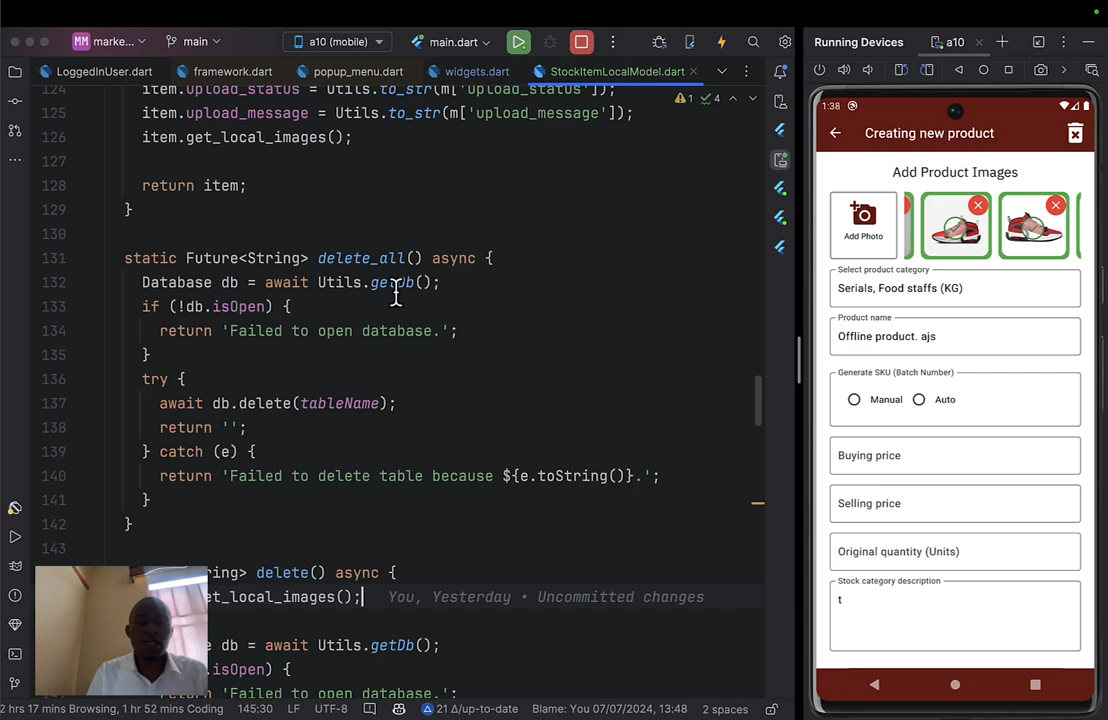 MM marke... main a10 (mobile) main.dart Running Devices a10
LoggedInUser.dart framework.dart popup_menu.dart widgets.dart StockItemLocalModel.dart
124 item.upload_status = Utils.to_str(m['upload_status']);
1 4
125 item.upload_message = Utils.to_str(m['upload_message']);
126 item.get_local_images();
127
128 return item;
129 }
130
131 static Future<String> delete_all() async {
132 Database db = await Utils.getDb();
133 if (!db.isOpen) {
134 return 'Failed to open database.';
135 }
136 try {
137 await db.delete(tableName);
138 return '';
139 } catch (e) {
140 return 'Failed to delete table because ${e.toString()}.';
141 }
142 }
143
ing> delete() async {
et_local_images(); You, Yesterday • Uncommitted changes
e db = await Utils.getDb();
.isOpen) {
'Failed to open database.';
2 hrs 17 mins Browsing, 1 hr 52 mins Coding 145:30 LF UTF-8 21 Δ/up-to-date Blame: You 07/07/2024, 13:48 2 spaces
1:38
Creating new product
Add Product Images
Add Photo
Select product category
Serials, Food staffs (KG)
Product name
Offline product. ajs
Generate SKU (Batch Number)
Manual Auto
Buying price
Selling price
Original quantity (Units)
Stock category description
t